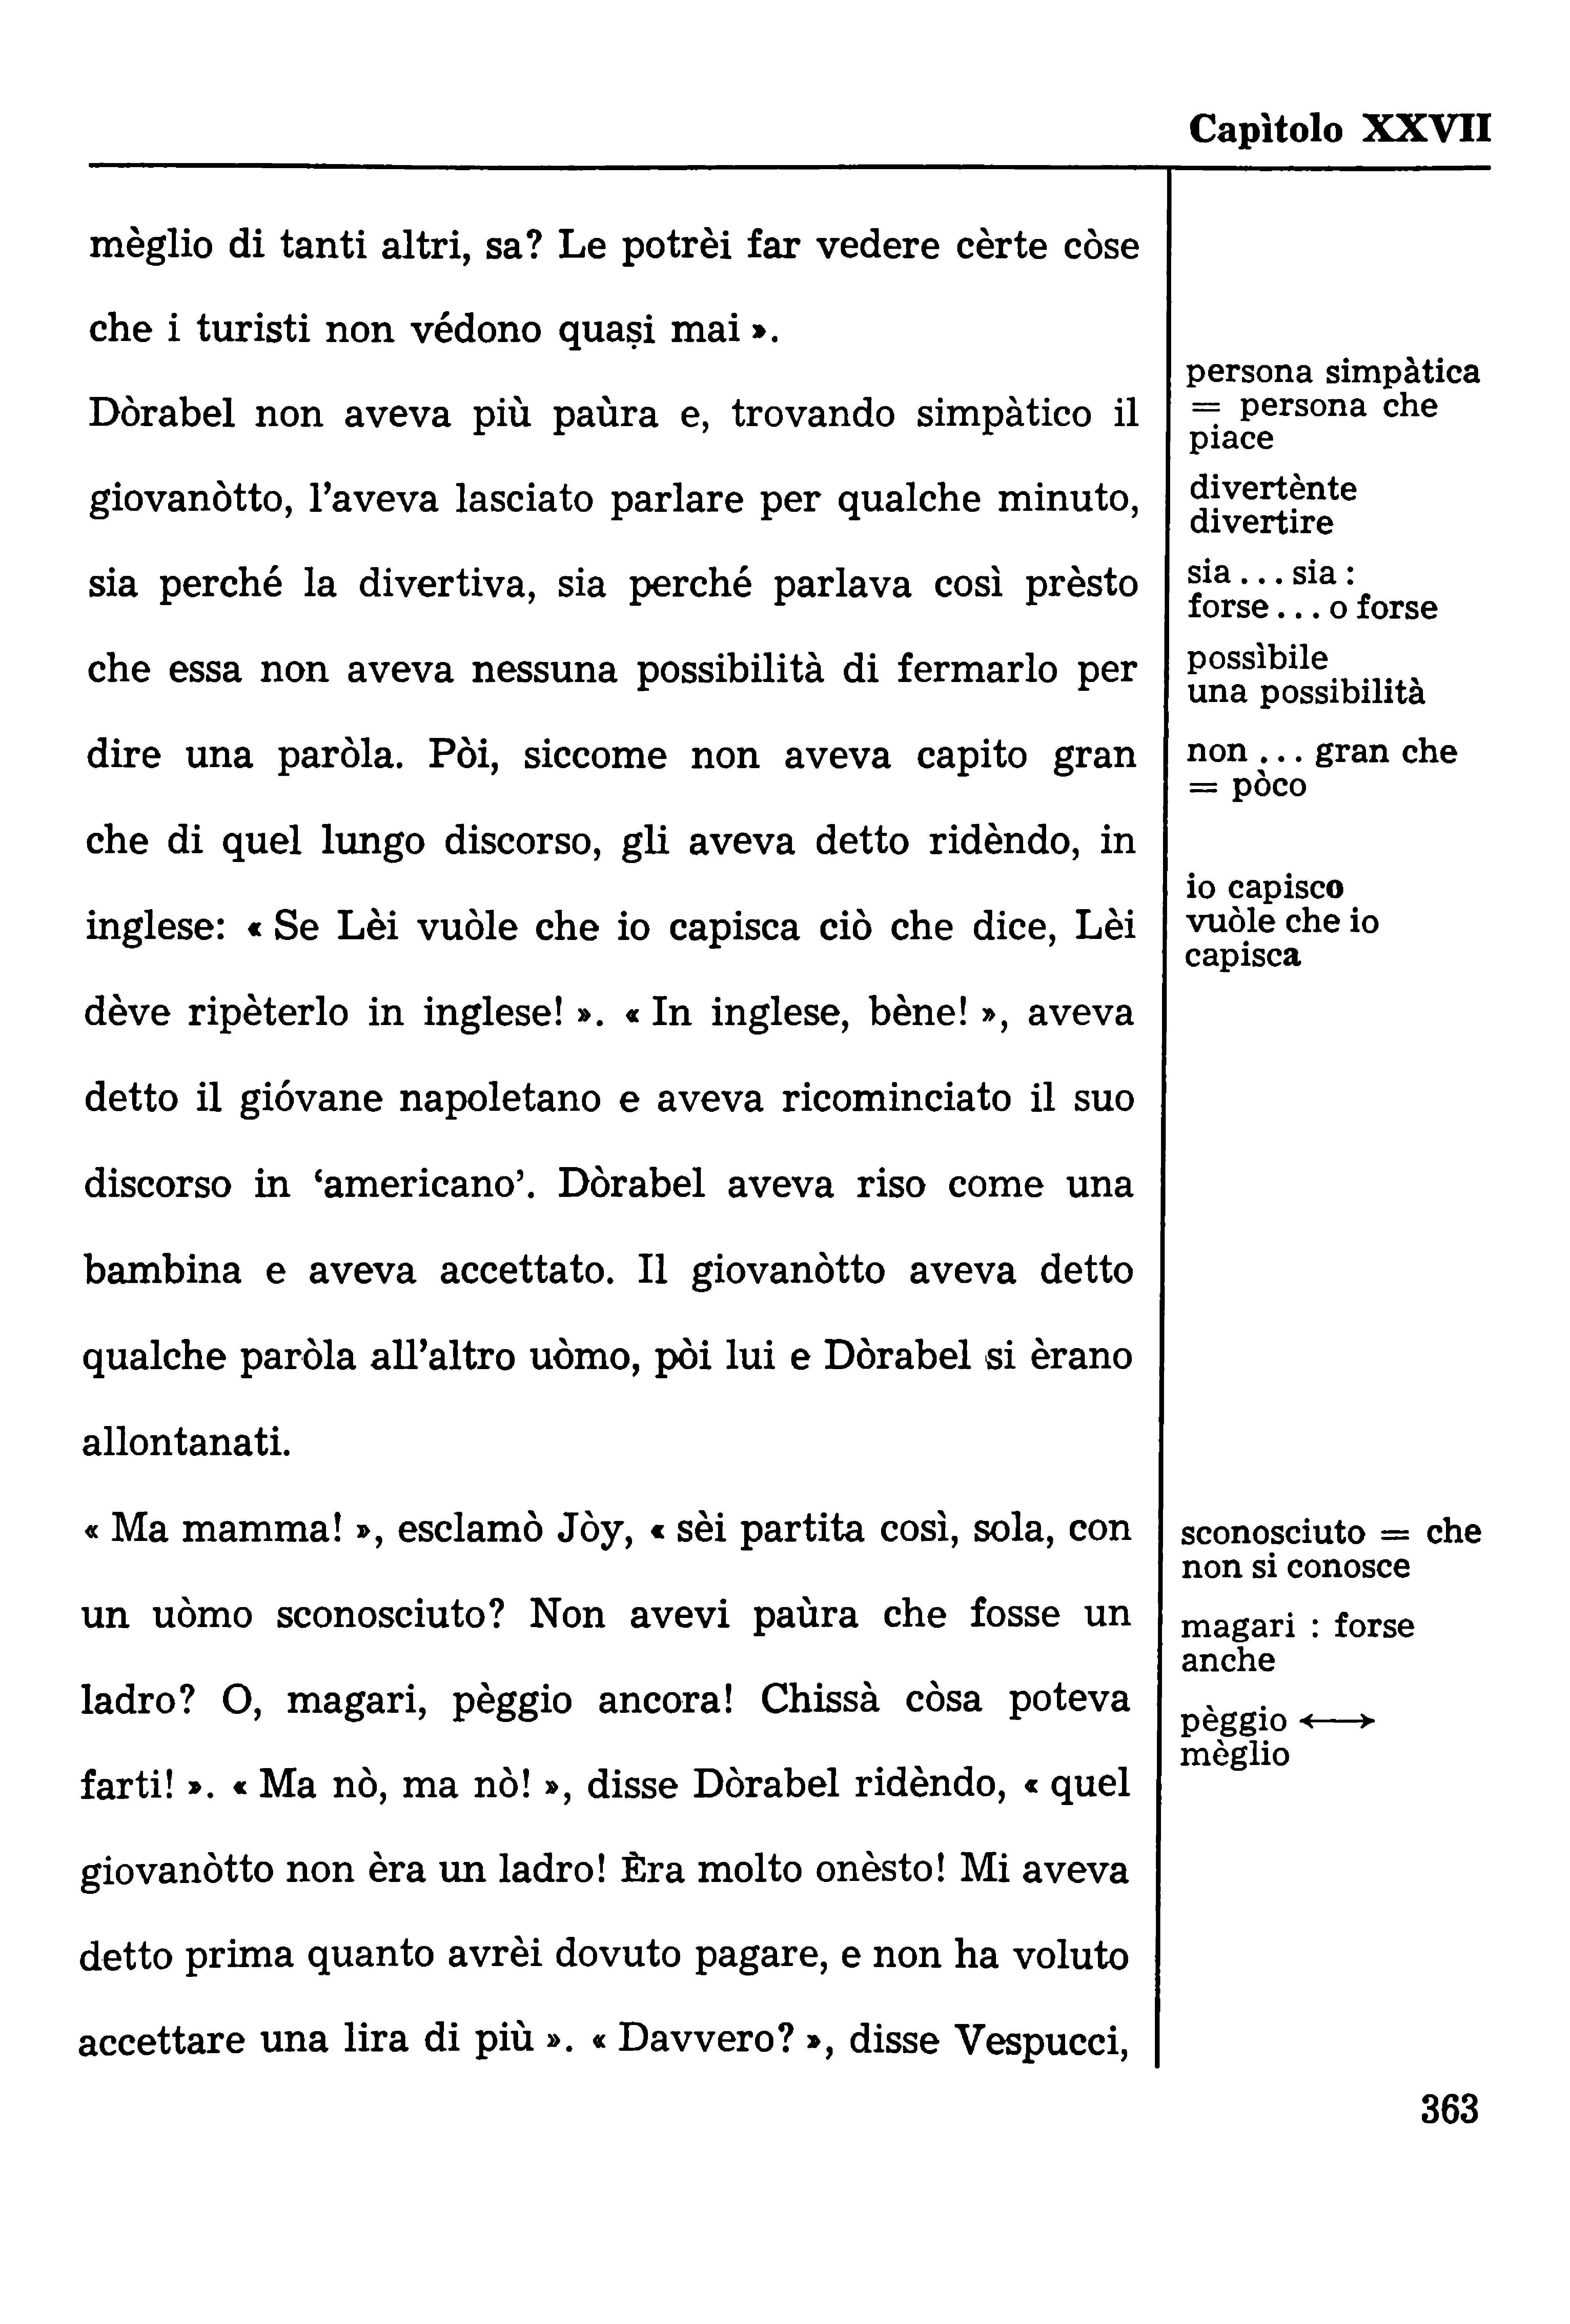 Capìtolo XXVII
mèglio di tanti altri, sa? Le potrèi far vedere cèrte còse
che i turisti non védono quaṣi mai ».
Dòrabel non aveva più paùra e, trovando simpàtico il
giovanòtto, l’aveva lasciato parlare per qualche minuto,
sia perché la divertiva, sia perché parlava così prèsto
che essa non aveva nessuna possibilità di fermarlo per
dire una paròla. Pòi, siccome non aveva capito gran
che di quel lungo discorso, gli aveva detto ridèndo, in
inglese: « Se Lèi vuòle che io capisca ciò che dice, Lèi
dève ripèterlo in inglese! ». « In inglese, bène! », aveva
detto il gióvane napoletano e aveva ricominciato il suo
discorso in ‘americano’. Dòrabel aveva riso come una
bambina e aveva accettato. Il giovanòtto aveva detto
qualche paròla all’altro uòmo, pòi lui e Dòrabel si èrano
allontanati.
« Ma mamma! », esclamò Jòy, « sèi partita così, sola, con
un uòmo sconosciuto? Non avevi paùra che fosse un
ladro? O, magari, pèggio ancora! Chissà còsa poteva
farti! ». « Ma nò, ma nò! », disse Dòrabel ridèndo, « quel
giovanòtto non èra un ladro! Èra molto onèsto! Mi aveva
detto prima quanto avrèi dovuto pagare, e non ha voluto
accettare una lira di più ». « Davvero? », disse Vespucci,
persona simpàtica
= persona che
piace
divertènte
divertire
sia . . . sia :
forse . . . o forse
possìbile
una possibilità
non . . . gran che
= pòco
io capisco
vuòle che io
capisca
sconosciuto = che
non si conosce
magari : forse
anche
pèggio ←→
mèglio
363